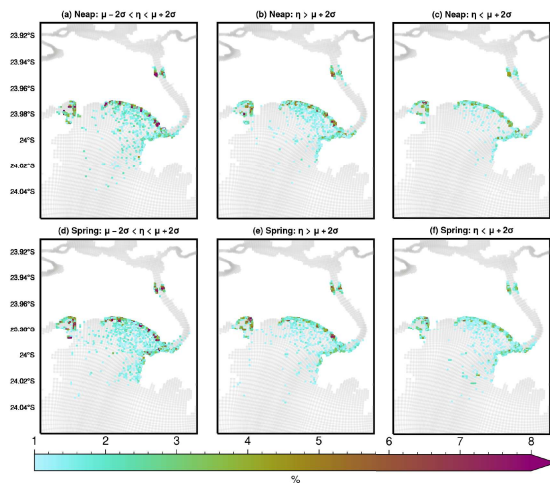 (a) Neap: μ − 2σ < η < μ + 2σ
(b) Neap: η > μ + 2σ
(c) Neap: η < μ + 2σ
23.92°S
23.94°S
23.96°S
23.98°S
24°S
24.02°S
24.04°S
(d) Spring: μ − 2σ < η < μ + 2σ
(e) Spring: η > μ + 2σ
(f) Spring: η < μ + 2σ
23.92°S
23.94°S
23.96°S
24°S
24.02°S
24.04°S
1 2 3 4 5 6 7 8
%